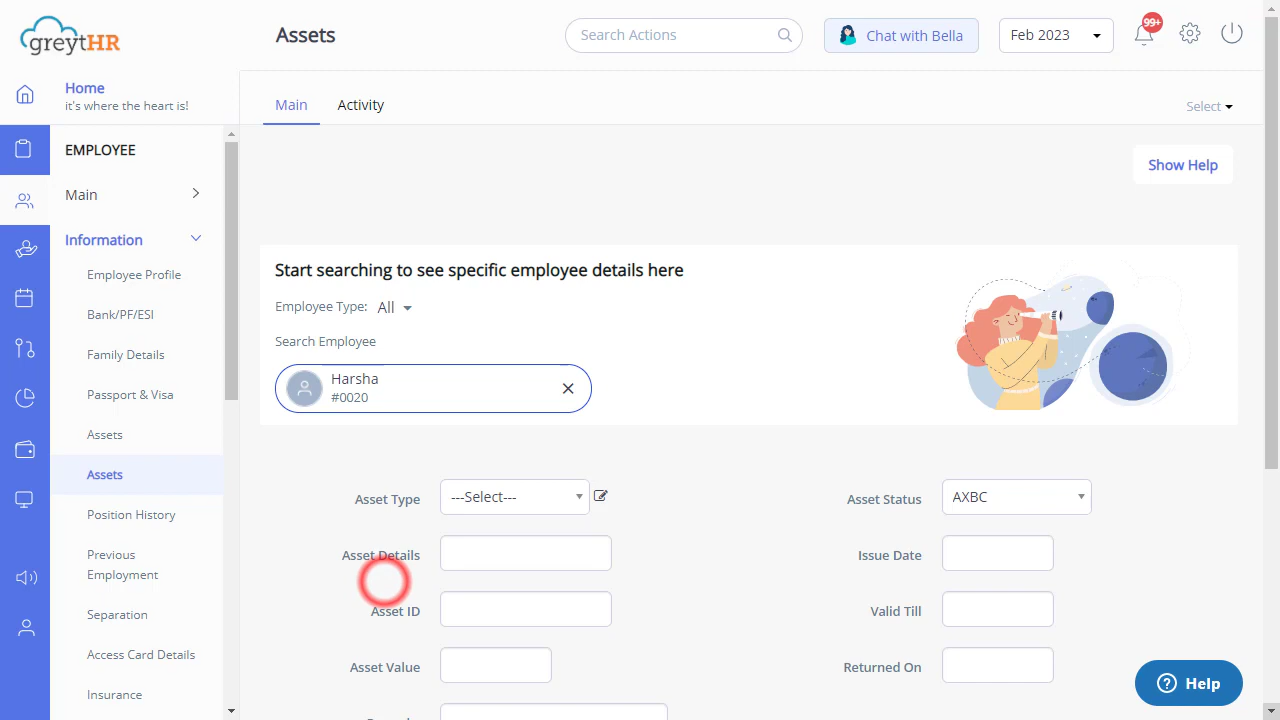 greytHR
Assets
Search Actions
Chat with Bella
Feb 2023
99+
Home
it's where the heart is!
Main
Activity
Select
EMPLOYEE
Main
Information
Employee Profile
Bank/PF/ESI
Family Details
Passport & Visa
Assets
Assets
Position History
Previous
Employment
Separation
Access Card Details
Insurance
Show Help
Start searching to see specific employee details here
Employee Type: All
Search Employee
Harsha
#0020
Asset Type
---Select---
Asset Status
AXBC
Asset Details
Issue Date
Asset ID
Valid Till
Asset Value
Returned On
Help